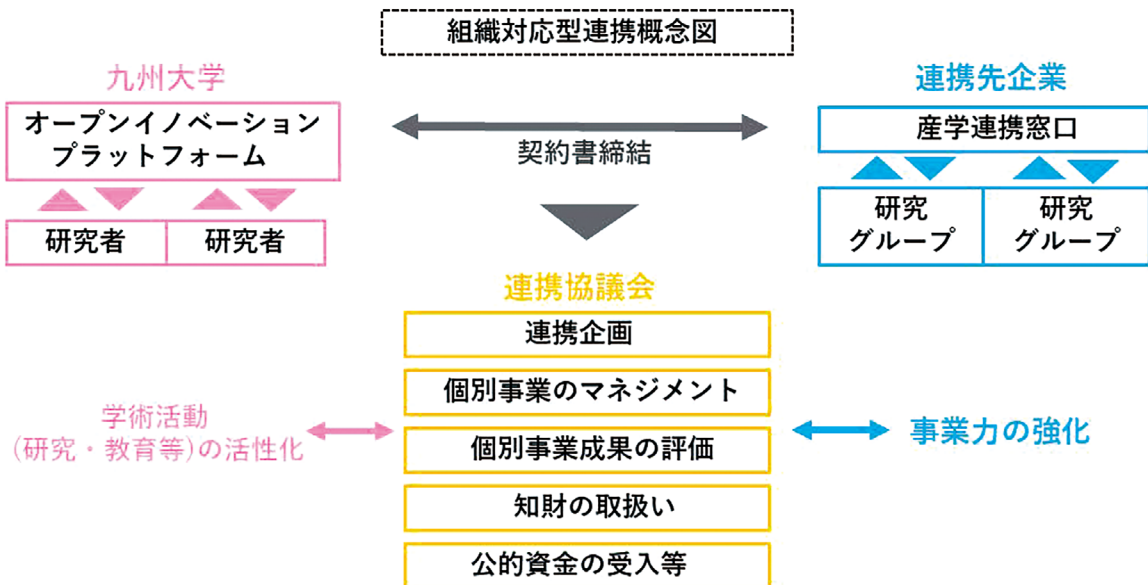 組織対応型連携概念図
九州大学
オープンイノベーション
プラットフォーム
研究者
研究者
契約書締結
連携先企業
産学連携窓口
研究
グループ
研究
グループ
連携協議会
連携企画
個別事業のマネジメント
個別事業成果の評価
知財の取扱い
公的資金の受入等
学術活動
(研究・教育等)の活性化
事業力の強化